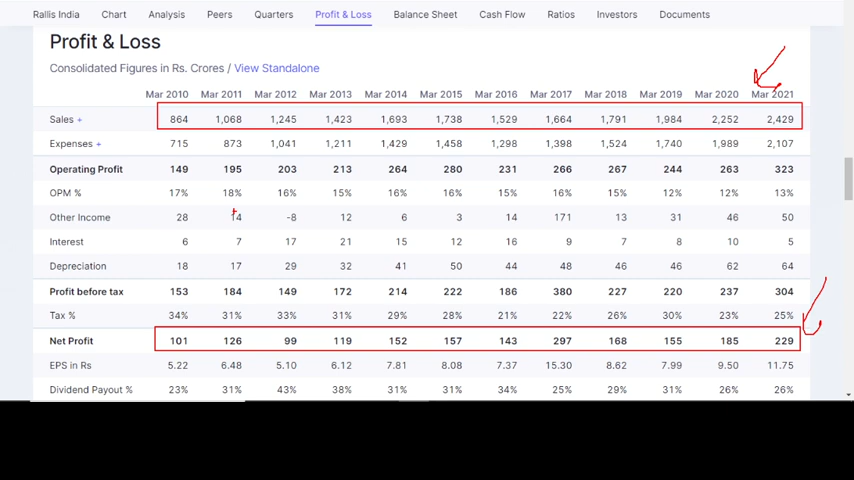 Rallis India Chart Analysis Peers Quarters Profit & Loss Balance Sheet Cash Flow Ratios Investors Documents
Profit & Loss
Consolidated Figures in Rs. Crores / View Standalone
Mar 2010 Mar 2011 Mar 2012 Mar 2013 Mar 2014 Mar 2015 Mar 2016 Mar 2017 Mar 2018 Mar 2019 Mar 2020 Mar 2021
Sales + 864 1,068 1,245 1,423 1,693 1,738 1,529 1,664 1,791 1,984 2,252 2,429
Expenses + 715 873 1,041 1,211 1,429 1,458 1,298 1,398 1,524 1,740 1,989 2,107
Operating Profit 149 195 203 213 264 280 231 266 267 244 263 323
OPM % 17% 18% 16% 15% 16% 16% 15% 16% 15% 12% 12% 13%
Other Income 28 14 -8 12 6 3 14 171 13 31 46 50
Interest 6 7 17 21 15 12 16 9 7 8 10 5
Depreciation 18 17 29 32 41 50 44 48 46 46 62 64
Profit before tax 153 184 149 172 214 222 186 380 227 220 237 304
Tax % 34% 31% 33% 31% 29% 28% 21% 22% 26% 30% 23% 25%
Net Profit 101 126 99 119 152 157 143 297 168 155 185 229
EPS in Rs 5.22 6.48 5.10 6.12 7.81 8.08 7.37 15.30 8.62 7.99 9.50 11.75
Dividend Payout % 23% 31% 43% 38% 31% 31% 34% 25% 29% 31% 26% 26%